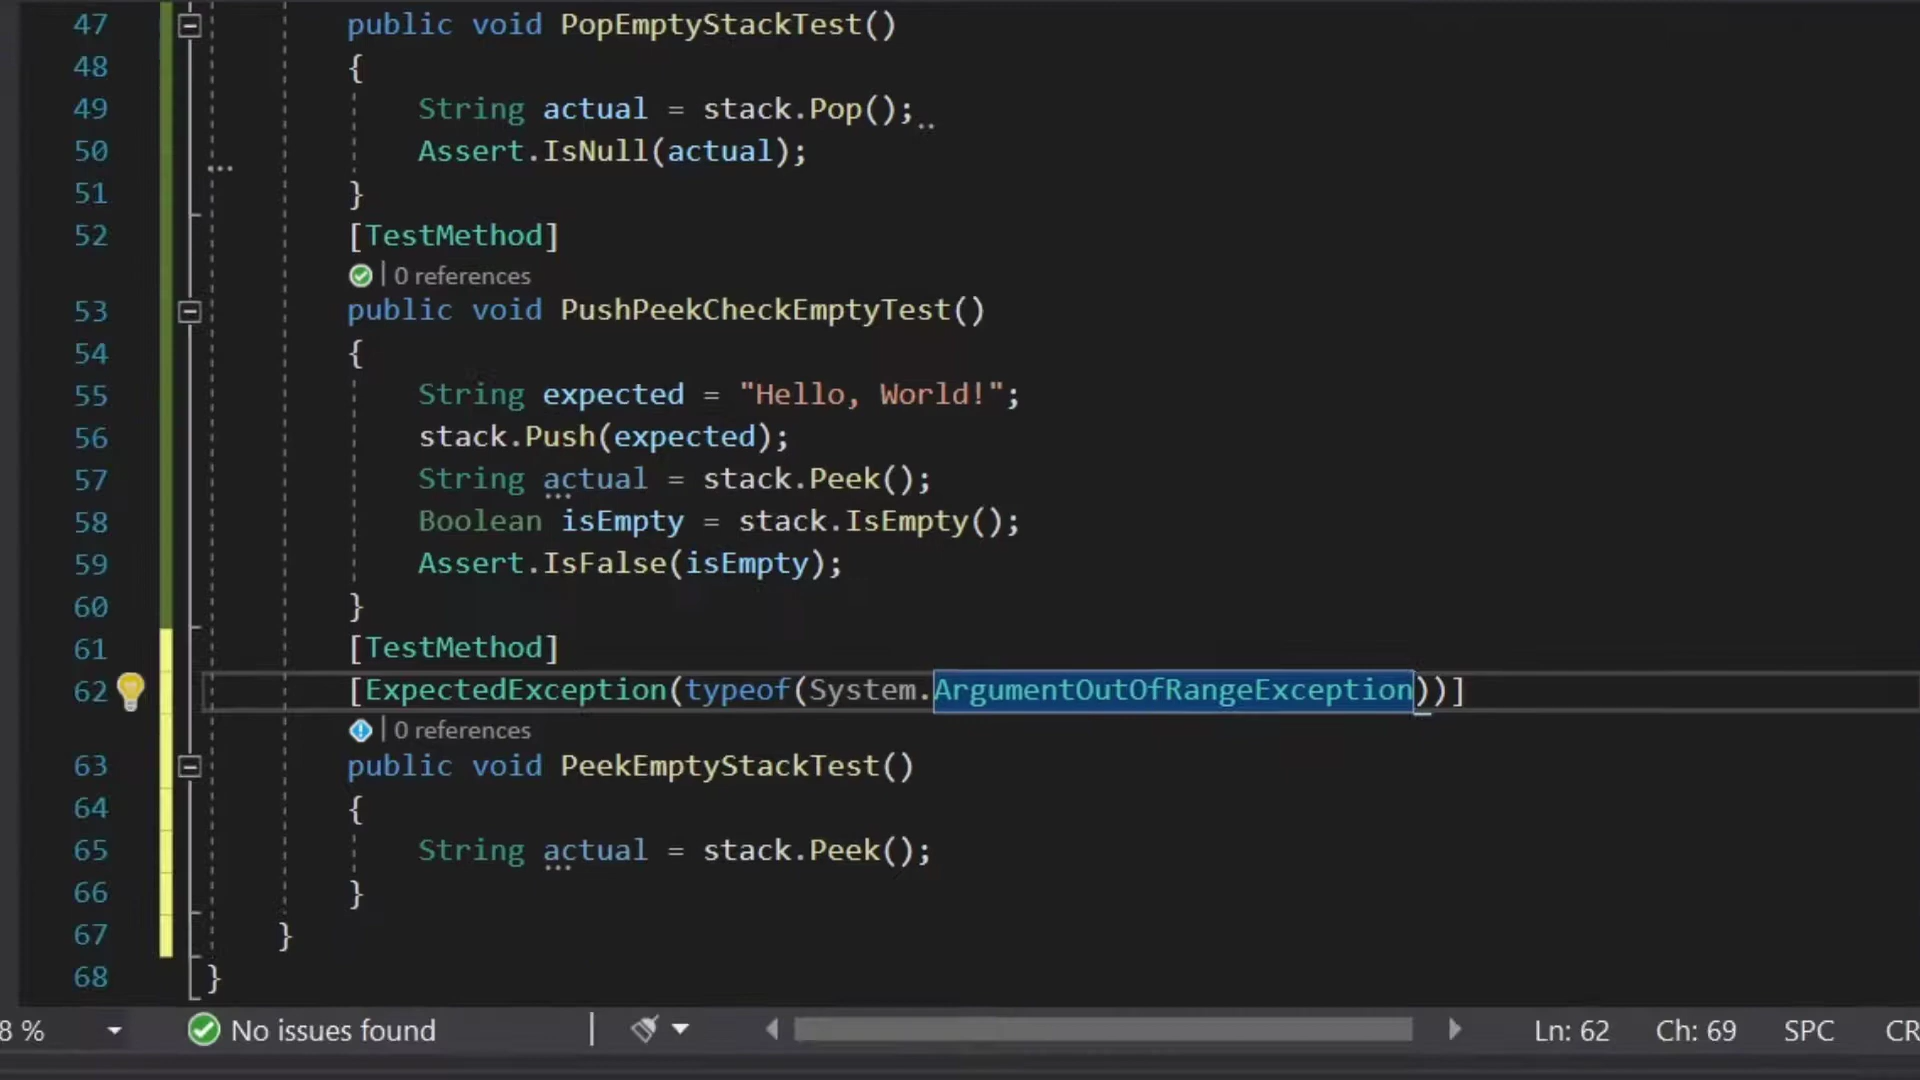 47 public void PopEmptyStackTest()
48 {
49 String actual = stack.Pop();
50 Assert.IsNull(actual);
51 }
52 [TestMethod]
0 references
53 public void PushPeekCheckEmptyTest()
54 {
55 String expected = "Hello, World!";
56 stack.Push(expected);
57 String actual = stack.Peek();
58 Boolean isEmpty = stack.IsEmpty();
59 Assert.IsFalse(isEmpty);
60 }
61 [TestMethod]
62 [ExpectedException(typeof(System.ArgumentOutOfRangeException))]
0 references
63 public void PeekEmptyStackTest()
64 {
65 String actual = stack.Peek();
66 }
67 }
68 }
8 % No issues found Ln: 62 Ch: 69 SPC CR